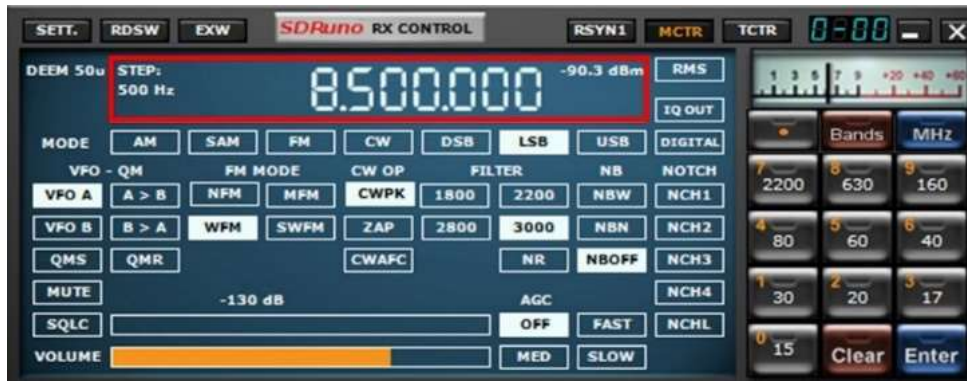 SETT. RDSW EXW SDRuno RX CONTROL RSYN1 MCTR TCTR 0-00
DEEM 50u STEP: 8.500.000 -90.3 dBm RMS
500 Hz
IQ OUT
MODE AM SAM FM CW DSB LSB USB DIGITAL
VFO - QM FM MODE CW OP FILTER NB NOTCH
VFO A A > B NFM MFM CWPK 1800 2200 NBW NCH1
VFO B B > A WFM SWFM ZAP 2800 3000 NBN NCH2
QMS QMR CWAFC NR NBOFF NCH3
MUTE -130 dB AGC NCH4
SQLC OFF FAST NCHL
VOLUME MED SLOW
1 3 5 7 9 +20 +40 +60
Bands MHz
7 2200 8 630 9 160
4 80 5 60 6 40
1 30 2 20 3 17
0 15 Clear Enter